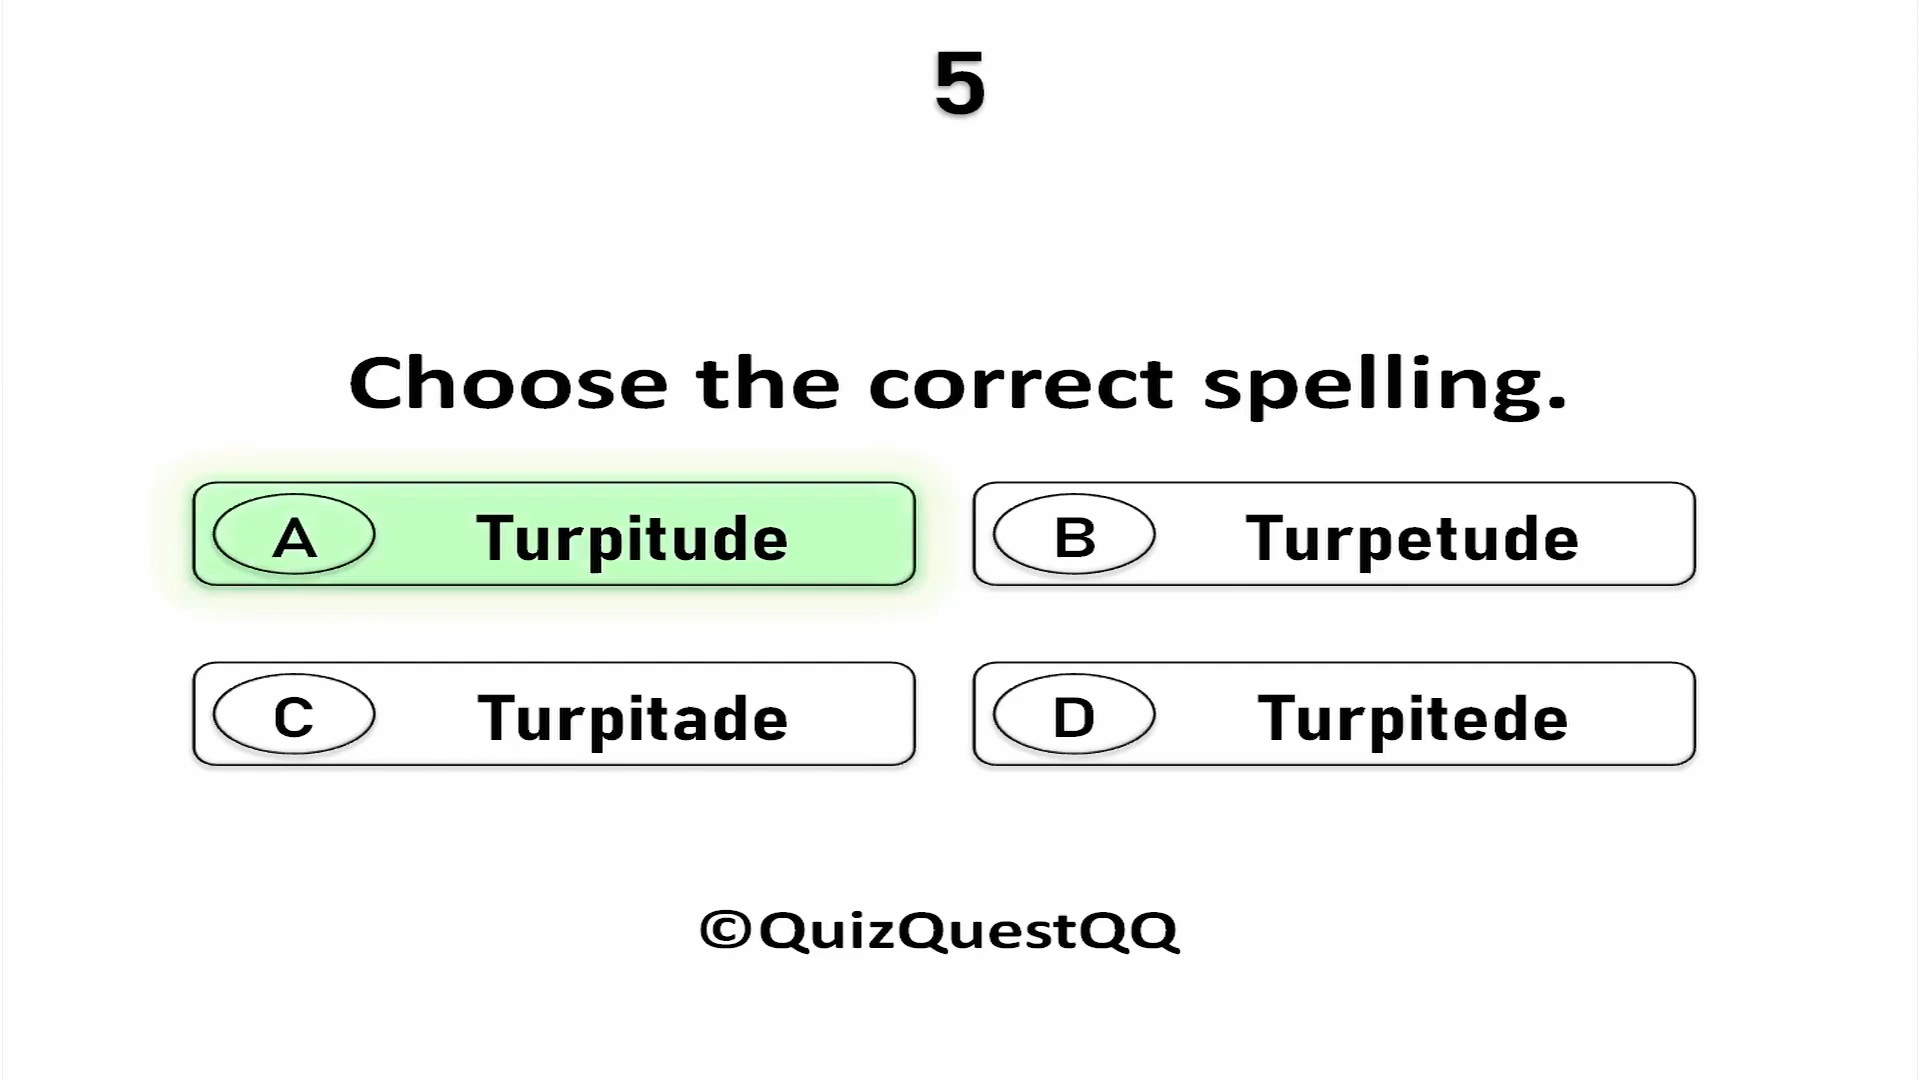 5
Choose the correct spelling.
A Turpitude
B Turpetude
C Turpitade
D Turpitede
©QuizQuestQQ